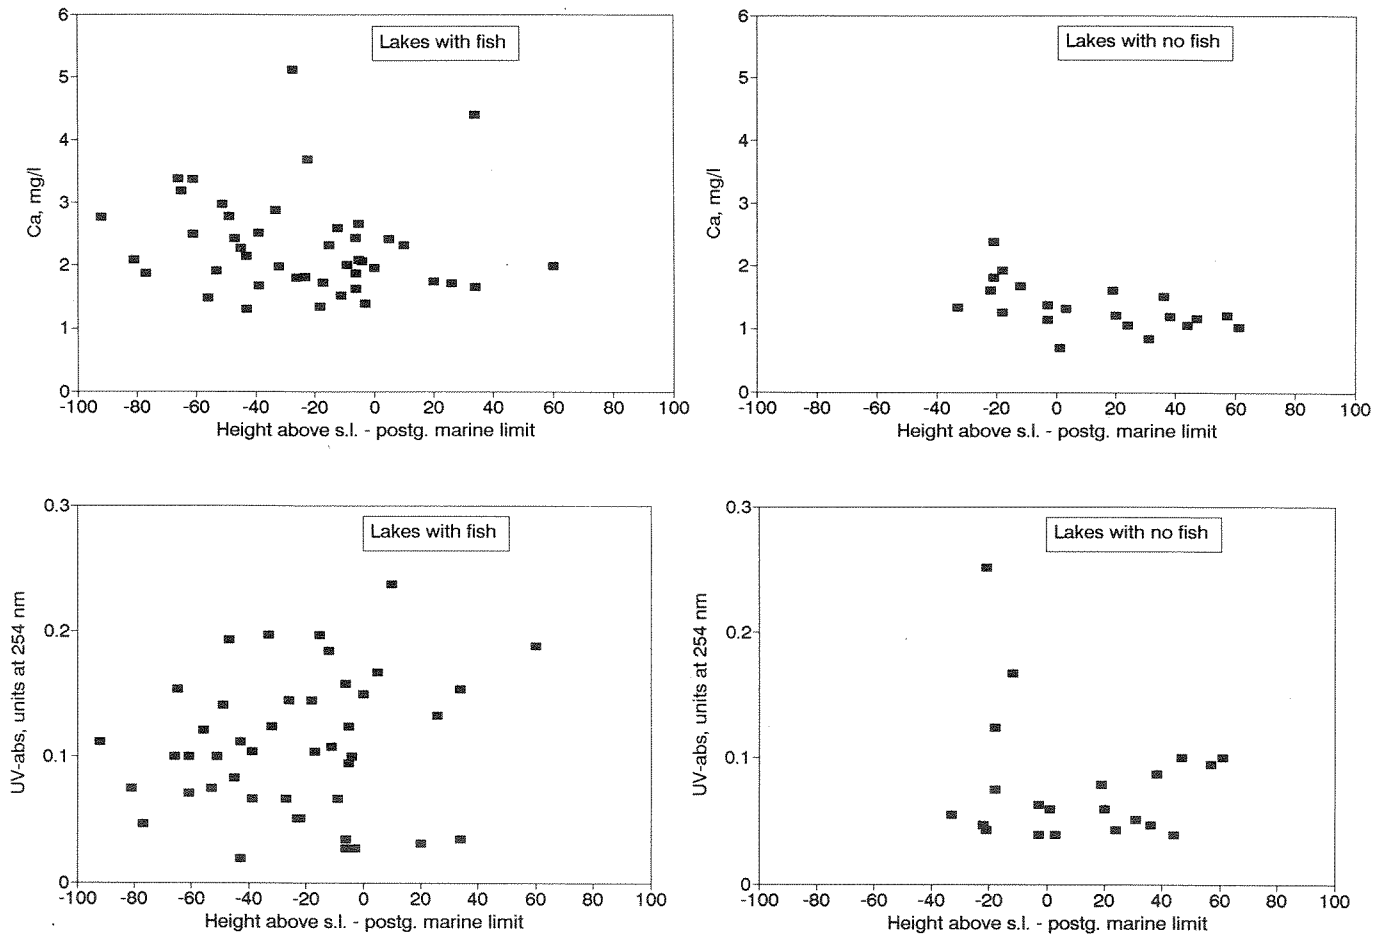 Lakes with fish
Ca, mg/l
6
5
4
3
2
1
0
-100 -80 -60 -40 -20 0 20 40 60 80 100
Height above s.l. - postg. marine limit
Lakes with no fish
Ca, mg/l
6
5
4
3
2
1
0
-100 -80 -60 -40 -20 0 20 40 60 80 100
Height above s.l. - postg. marine limit
Lakes with fish
UV-abs, units at 254 nm
0.3
0.2
0.1
0
-100 -80 -60 -40 -20 0 20 40 60 80 100
Height above s.l. - postg. marine limit
Lakes with no fish
UV-abs, units at 254 nm
0.3
0.2
0.1
0
-100 -80 -60 -40 -20 0 20 40 60 80 100
Height above s.l. - postg. marine limit